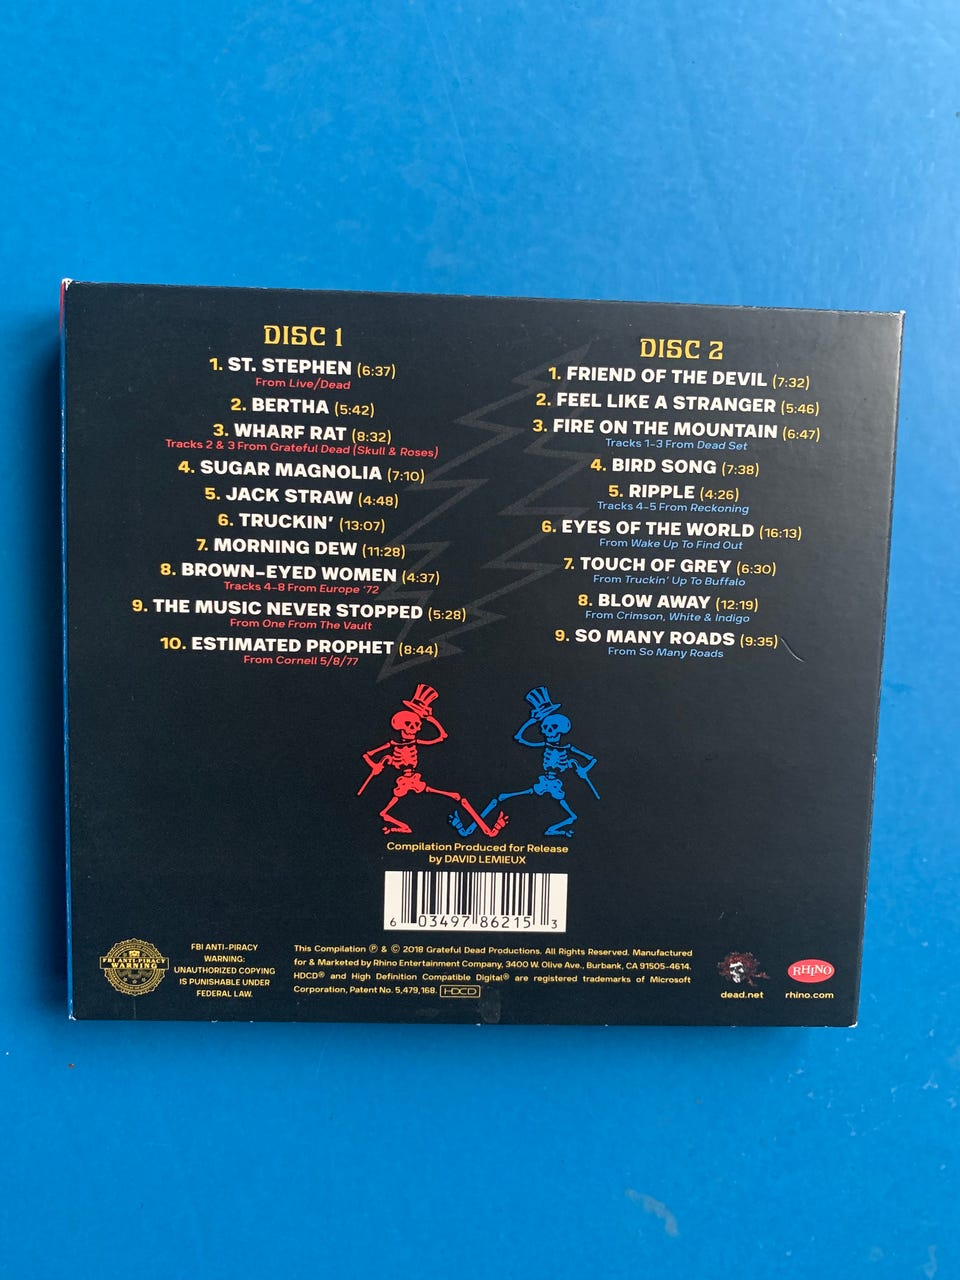 DISC 1
1. ST. STEPHEN (6:37)
From Live/Dead
2. BERTHA (5:42)
3. WHARF RAT (8:32)
Tracks 2 & 3 From Grateful Dead (Skull & Roses)
4. SUGAR MAGNOLIA (7:10)
5. JACK STRAW (4:48)
6. TRUCKIN' (13:07)
7. MORNING DEW (11:28)
8. BROWN-EYED WOMEN (4:37)
Tracks 4-8 From Europe '72
9. THE MUSIC NEVER STOPPED (5:28)
From One From The Vault
10. ESTIMATED PROPHET (8:44)
From Cornell 5/8/77
DISC 2
1. FRIEND OF THE DEVIL (7:32)
2. FEEL LIKE A STRANGER (5:46)
3. FIRE ON THE MOUNTAIN (6:47)
Tracks 1-3 From Dead Set
4. BIRD SONG (7:38)
5. RIPPLE (4:26)
Tracks 4-5 From Reckoning
6. EYES OF THE WORLD (16:13)
From Wake Up To Find Out
7. TOUCH OF GREY (6:30)
From Truckin' Up To Buffalo
8. BLOW AWAY (12:19)
From Crimson, White & Indigo
9. SO MANY ROADS (9:35)
From So Many Roads
Compilation Produced for Release
by DAVID LEMIEUX
6 03497 86215 3
FBI ANTI-PIRACY
WARNING
FBI ANTI-PIRACY
WARNING:
UNAUTHORIZED COPYING
IS PUNISHABLE UNDER
FEDERAL LAW.
This Compilation ℗ & © 2018 Grateful Dead Productions. All Rights Reserved. Manufactured
for & Marketed by Rhino Entertainment Company, 3400 W. Olive Ave., Burbank, CA 91505-4614.
HDCD® and High Definition Compatible Digital® are registered trademarks of Microsoft
Corporation, Patent No. 5,479,168. HDCD
dead.net
RHINO
rhino.com